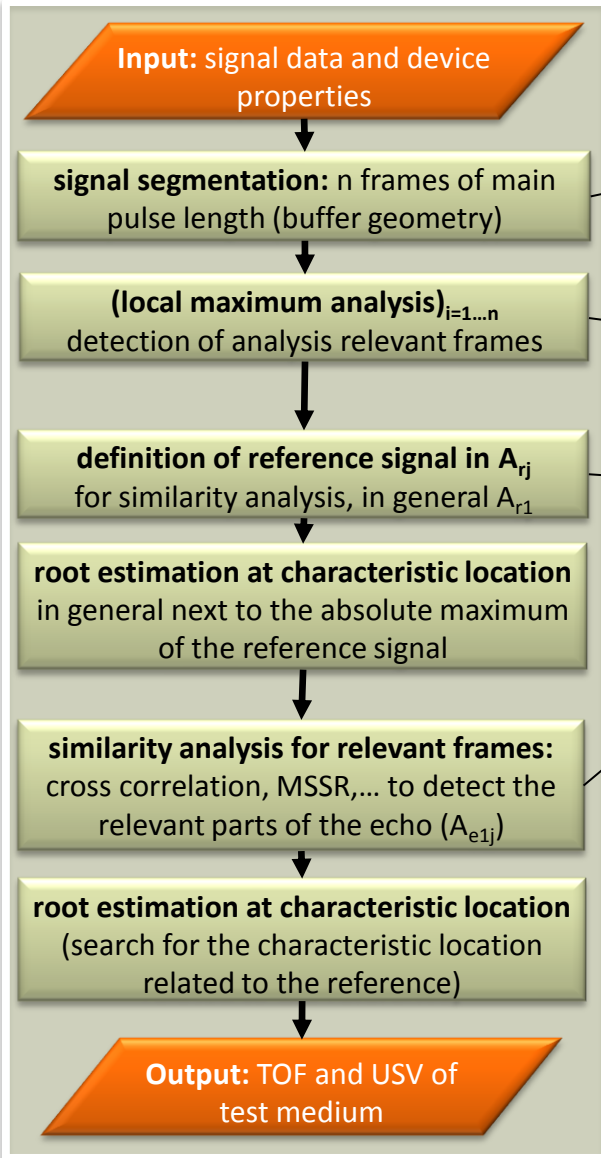 Input: signal data and device
properties
signal segmentation: n frames of main
pulse length (buffer geometry)
(local maximum analysis)i=1…n
detection of analysis relevant frames
definition of reference signal in Arj
for similarity analysis, in general Ar1
root estimation at characteristic location
in general next to the absolute maximum
of the reference signal
similarity analysis for relevant frames:
cross correlation, MSSR,… to detect the
relevant parts of the echo (Ae1j)
root estimation at characteristic location
(search for the characteristic location
related to the reference)
Output: TOF and USV of
test medium